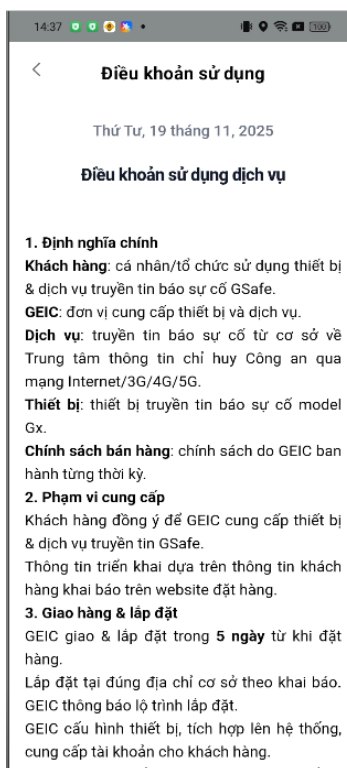 14:37
100
Điều khoản sử dụng
Thứ Tư, 19 tháng 11, 2025
Điều khoản sử dụng dịch vụ
1. Định nghĩa chính
Khách hàng: cá nhân/tổ chức sử dụng thiết bị
& dịch vụ truyền tin báo sự cố GSafe.
GEIC: đơn vị cung cấp thiết bị và dịch vụ.
Dịch vụ: truyền tin báo sự cố từ cơ sở về
Trung tâm thông tin chỉ huy Công an qua
mạng Internet/3G/4G/5G.
Thiết bị: thiết bị truyền tin báo sự cố model
Gx.
Chính sách bán hàng: chính sách do GEIC ban
hành từng thời kỳ.
2. Phạm vi cung cấp
Khách hàng đồng ý để GEIC cung cấp thiết bị
& dịch vụ truyền tin GSafe.
Thông tin triển khai dựa trên thông tin khách
hàng khai báo trên website đặt hàng.
3. Giao hàng & lắp đặt
GEIC giao & lắp đặt trong 5 ngày từ khi đặt
hàng.
Lắp đặt tại đúng địa chỉ cơ sở theo khai báo.
GEIC thông báo lộ trình lắp đặt.
GEIC cấu hình thiết bị, tích hợp lên hệ thống,
cung cấp tài khoản cho khách hàng.